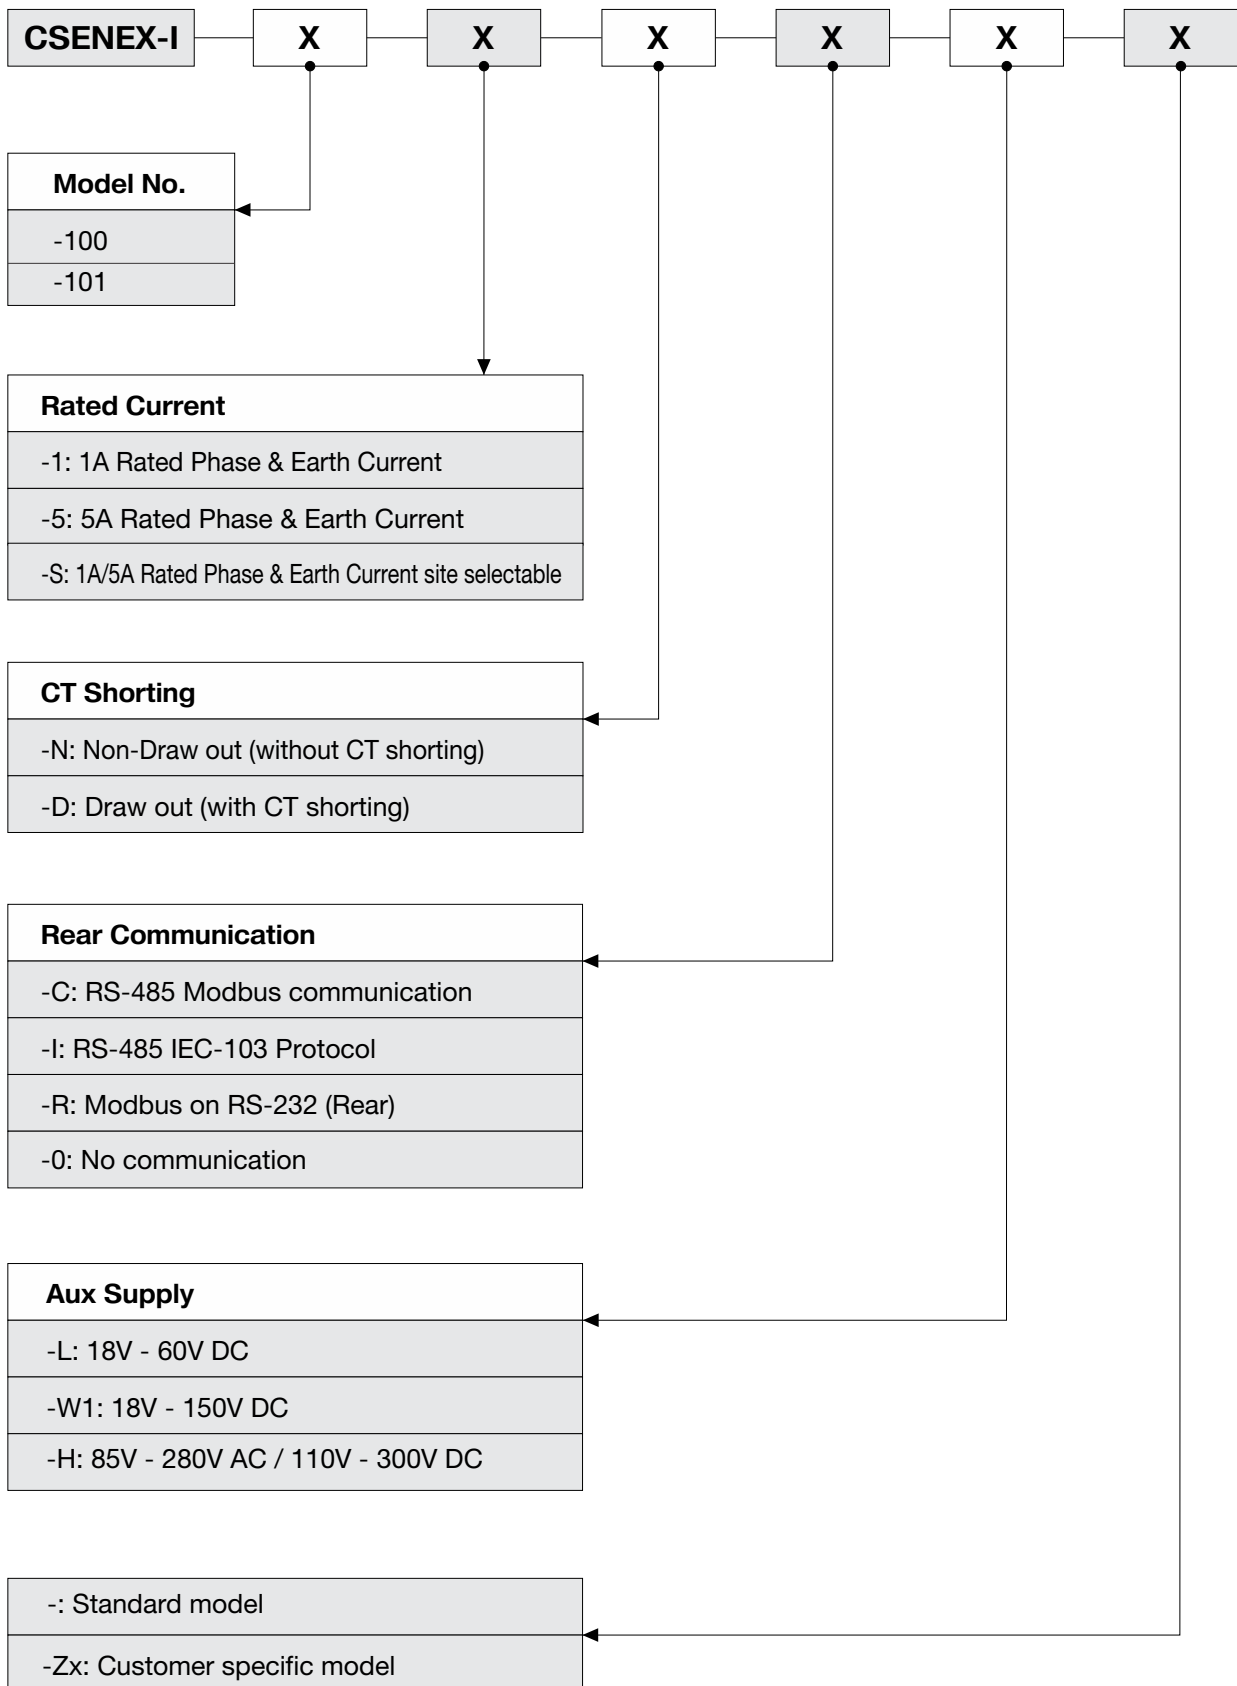 CSENEX-I X X X X X X
Model No.
-100
-101
Rated Current
-1: 1A Rated Phase & Earth Current
-5: 5A Rated Phase & Earth Current
-S: 1A/5A Rated Phase & Earth Current site selectable
CT Shorting
-N: Non-Draw out (without CT shorting)
-D: Draw out (with CT shorting)
Rear Communication
-C: RS-485 Modbus communication
-I: RS-485 IEC-103 Protocol
-R: Modbus on RS-232 (Rear)
-0: No communication
Aux Supply
-L: 18V - 60V DC
-W1: 18V - 150V DC
-H: 85V - 280V AC / 110V - 300V DC
-: Standard model
-Zx: Customer specific model